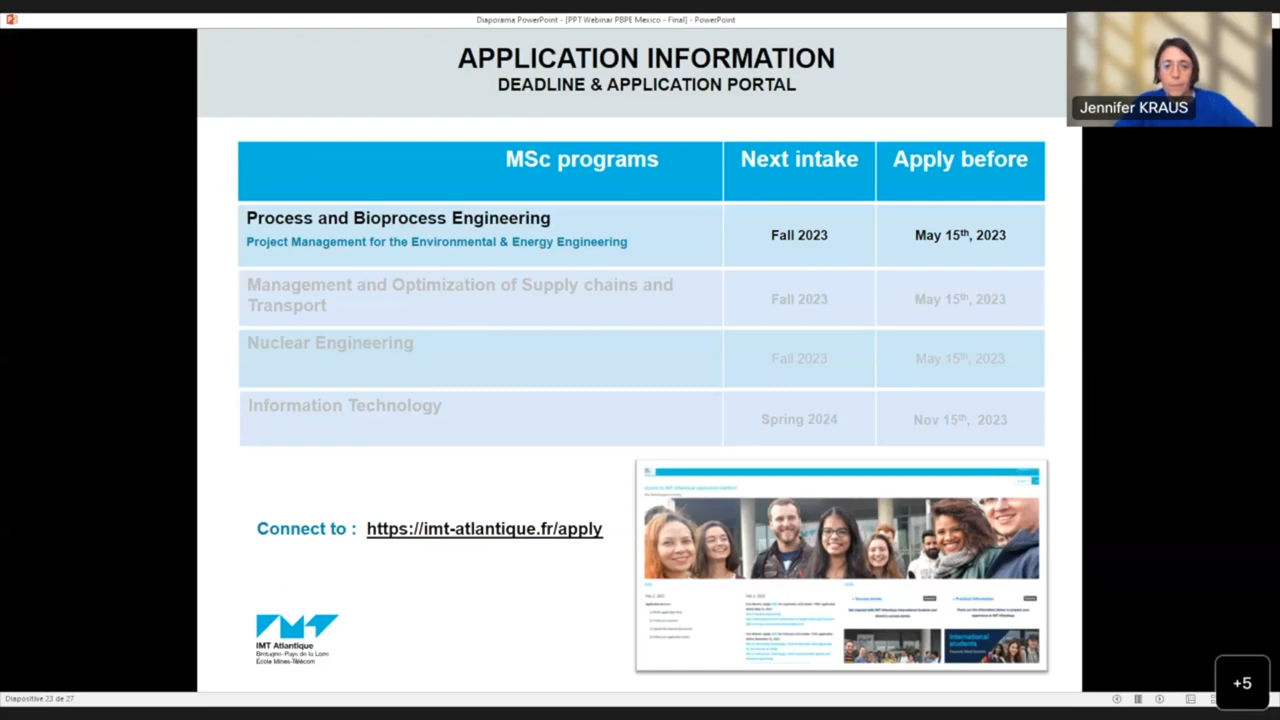 Diaporama PowerPoint - [PPT Webinar PBPE Mexico - Final] - PowerPoint
APPLICATION INFORMATION
DEADLINE & APPLICATION PORTAL
Jennifer KRAUS
MSc programs
Next intake
Apply before
Process and Bioprocess Engineering
Project Management for the Environmental & Energy Engineering
Fall 2023
May 15th, 2023
Management and Optimization of Supply chains and
Transport
Fall 2023
May 15th, 2023
Nuclear Engineering
Fall 2023
May 15th, 2023
Information Technology
Spring 2024
Nov 15th, 2023
Connect to : https://imt-atlantique.fr/apply
International
students
IMT Atlantique
Bretagne-Pays de la Loire
École Mines-Télécom
+5
Diapositive 23 de 27